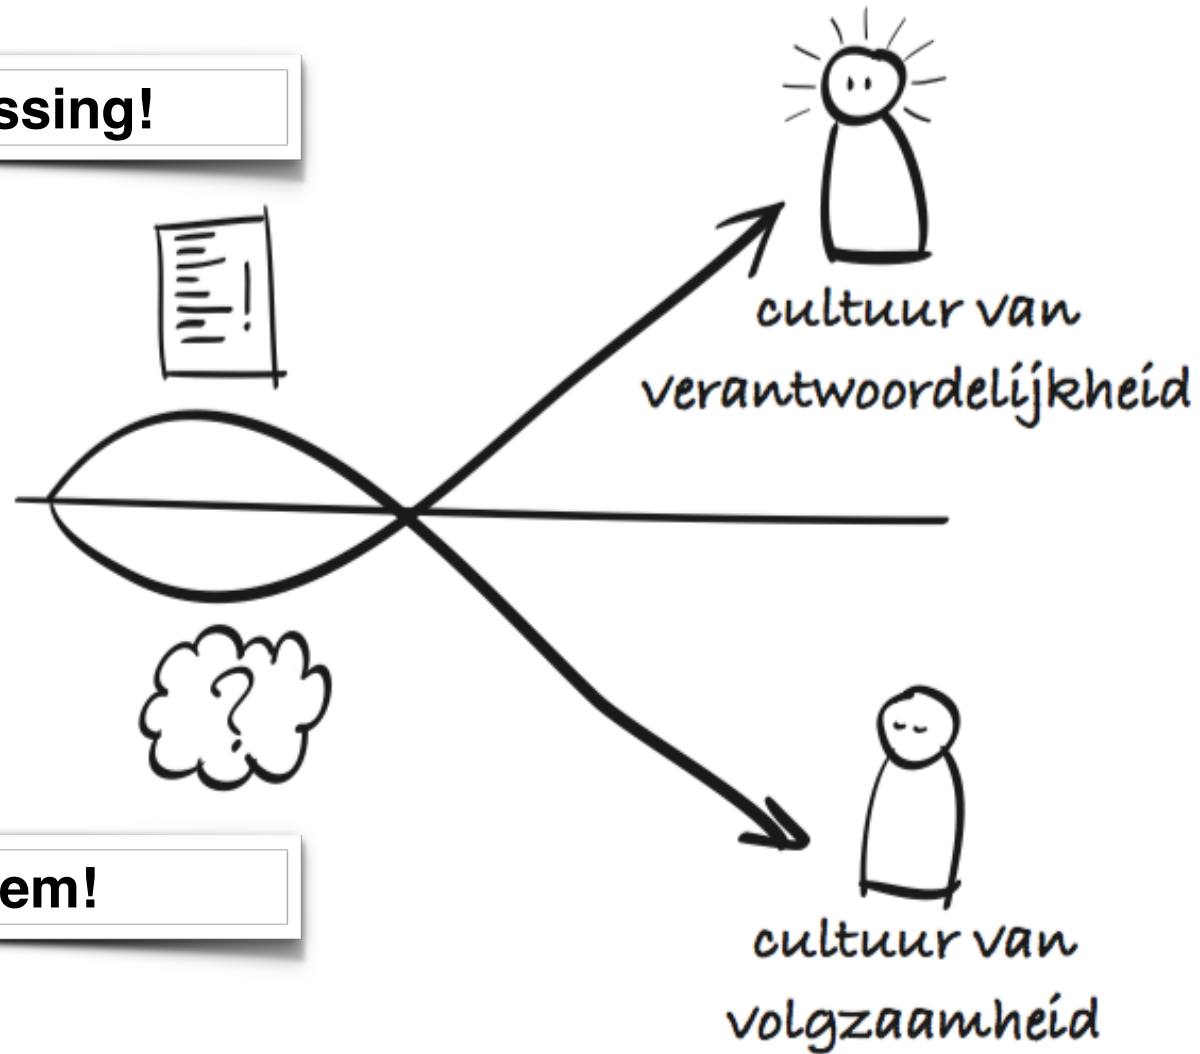 ssing!
!
cultuur van
verantwoordelijkheid
?
em!
cultuur van
volgzaamheid